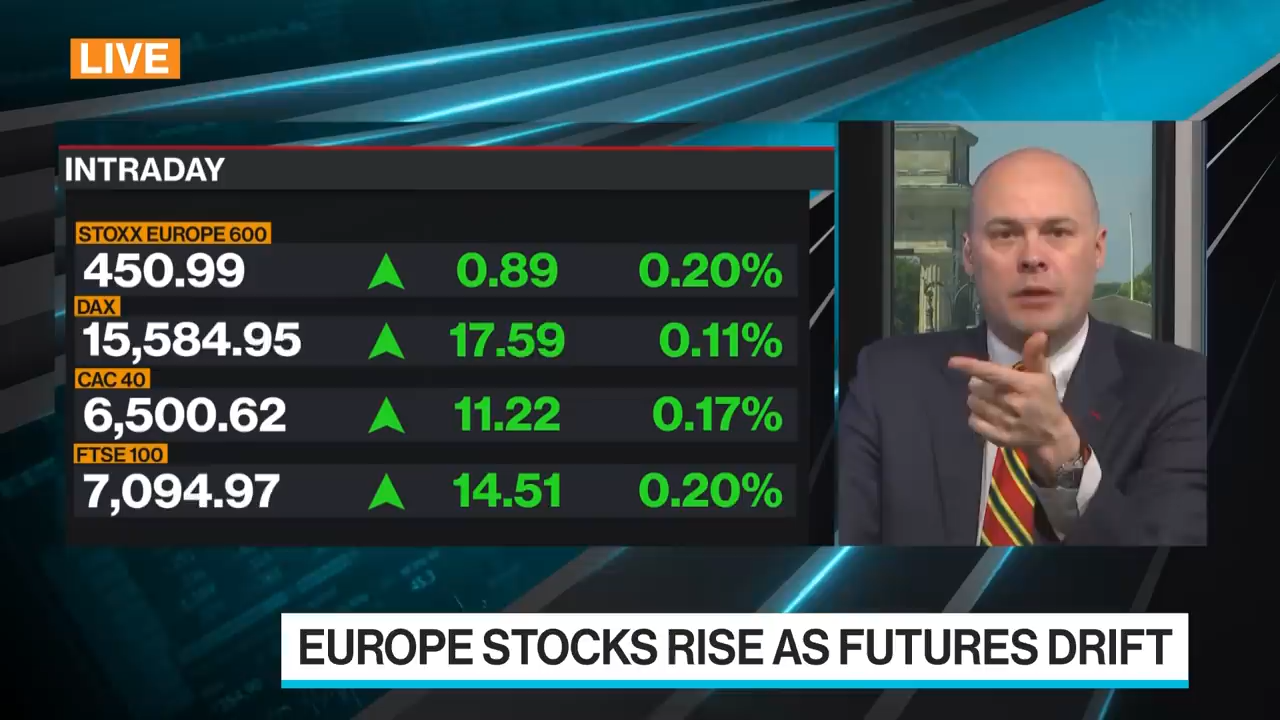 LIVE
INTRADAY
STOXX EUROPE 600
450.99 ▲ 0.89 0.20%
DAX
15,584.95 ▲ 17.59 0.11%
CAC 40
6,500.62 ▲ 11.22 0.17%
FTSE 100
7,094.97 ▲ 14.51 0.20%
EUROPE STOCKS RISE AS FUTURES DRIFT